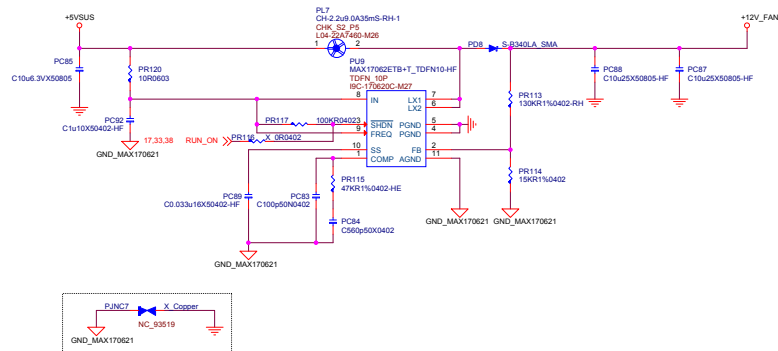 +5VSUS
PL7
CH-2.2u9.0A35mS-RH-1
CHK_S2_P5
L04-22A7460-M26
+12V_FAN
1
2
PU9
MAX17062ETB+T_TDFN10-HF
TDFN_10P
I9C-170620C-M27
PD8
S-B340LA_SMA
PC85
C10u6.3VX50805
PR120
10R0603
8
IN
LX1
7
LX2
6
PR113
130KR1%0402-RH
PC88
C10u25X50805-HF
PC87
C10u25X50805-HF
PC92
C1u10X50402-HF
PR117
100KR04023
SHDN
PGND
5
9
FREQ
PGND
4
17,33,38
RUN_ON
PR116
X_0R0402
GND_MAX170621
10
SS
FB
2
1
COMP
AGND
11
PR115
47KR1%0402-HE
PR114
15KR1%0402
PC89
C0.033u16X50402-HF
PC83
C100p50N0402
PC84
C560p50X0402
GND_MAX170621
GND_MAX170621
GND_MAX170621
PJNC7
X_Copper
NC_93519
GND_MAX170621